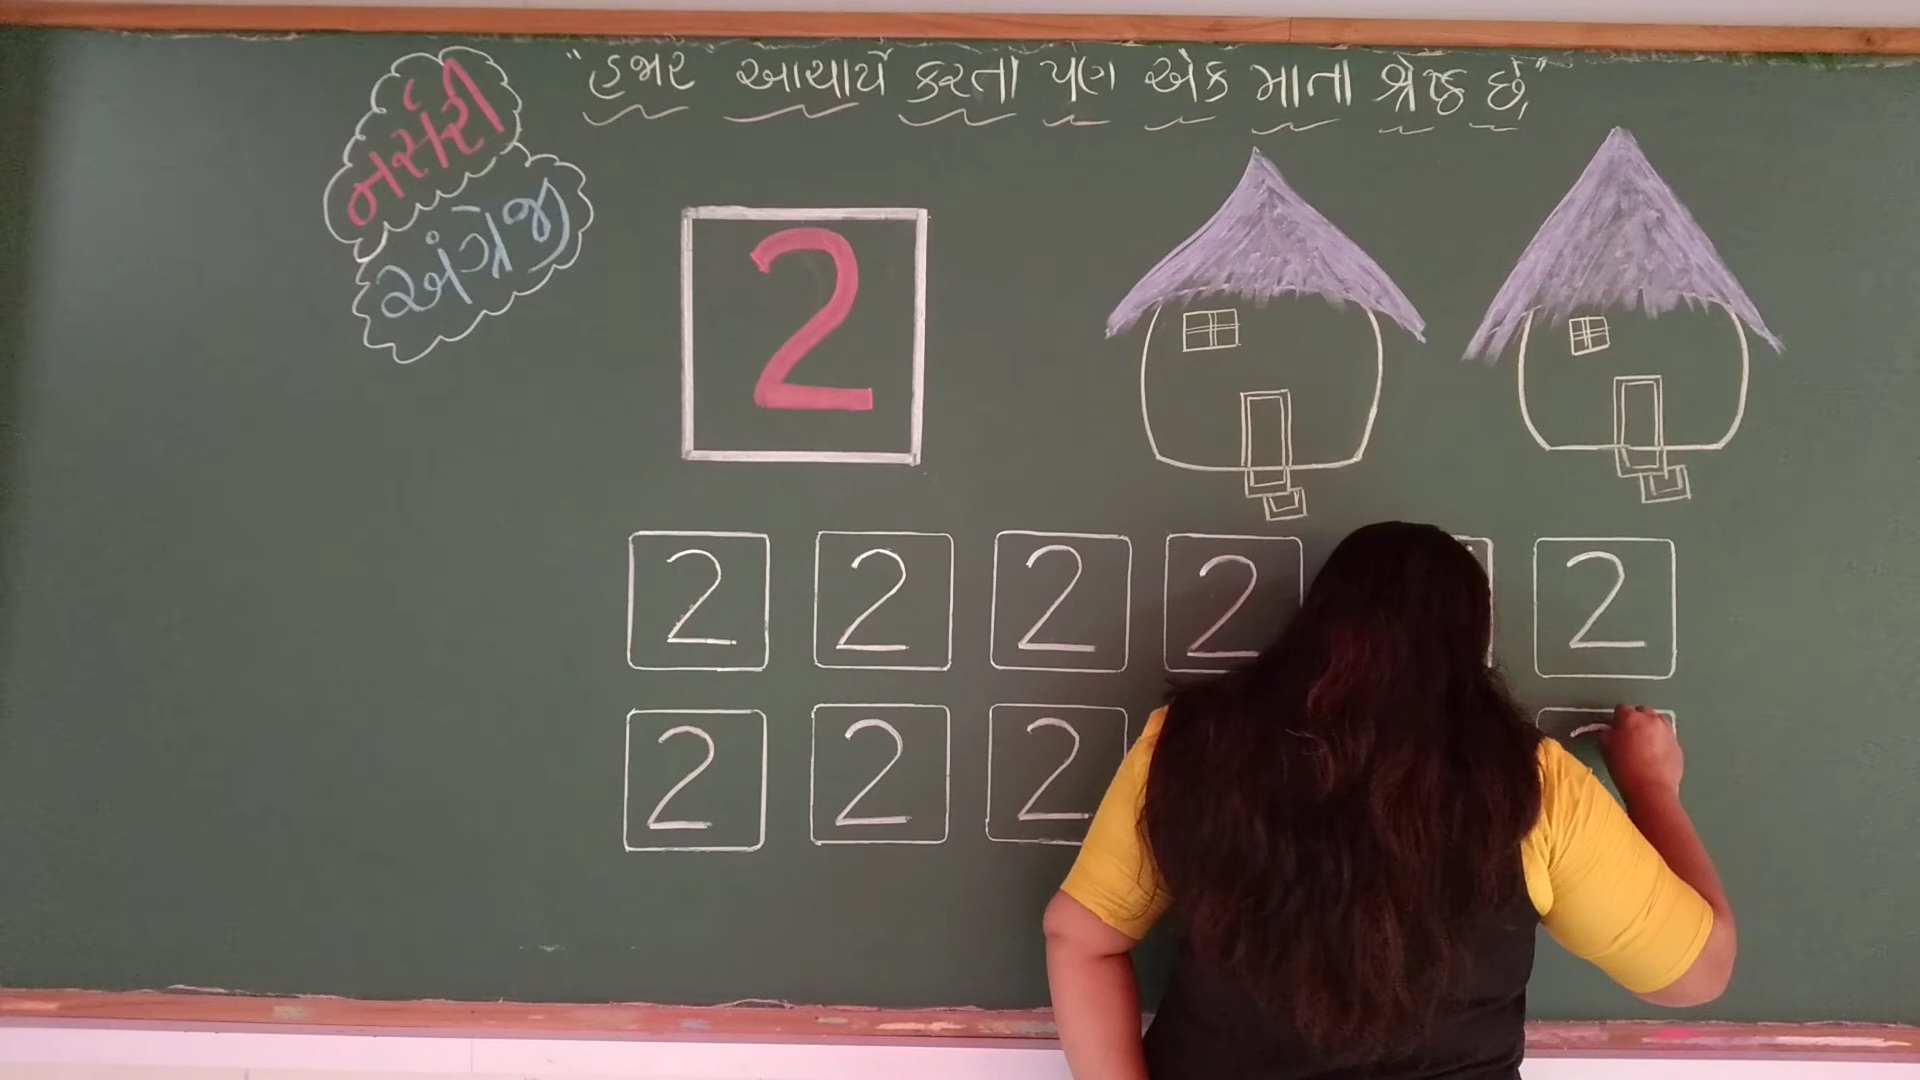 "હજાર આચાર્ય કરતાં પણ એક માતા શ્રેષ્ઠ છે,"
નર્સરી
અંગ્રેજી
2
2 2 2 2 2
2 2 2